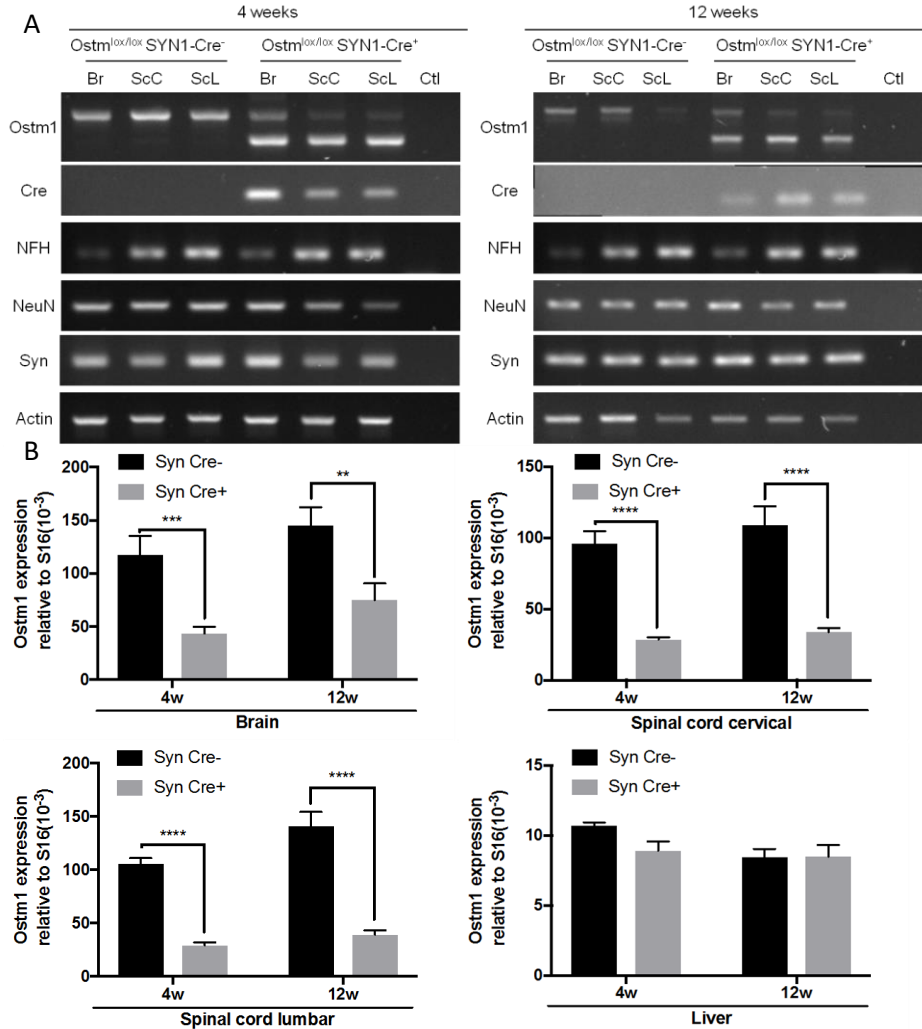 A
4 weeks
12 weeks
Ostmlox/lox SYN1-Cre-
Ostmlox/lox SYN1-Cre+
Ostmlox/lox SYN1-Cre-
Ostmlox/lox SYN1-Cre+
Br ScC ScL Br ScC ScL Ctl
Br ScC ScL Br ScC ScL Ctl
Ostm1
Ostm1
Cre
Cre
NFH
NFH
NeuN
NeuN
Syn
Syn
Actin
Actin
B
Ostm1 expression
relative to S16(10-3)
200
150
100
50
0
Syn Cre-
Syn Cre+
***
**
4w 12w
Brain
Ostm1 expression
relative to S16(10-3)
150
100
50
0
Syn Cre-
Syn Cre+
****
****
4w 12w
Spinal cord cervical
Ostm1 expression
relative to S16(10-3)
200
150
100
50
0
Syn Cre-
Syn Cre+
****
****
4w 12w
Spinal cord lumbar
Ostm1 expression
relative to S16(10-3)
15
10
5
0
Syn Cre-
Syn Cre+
4w 12w
Liver